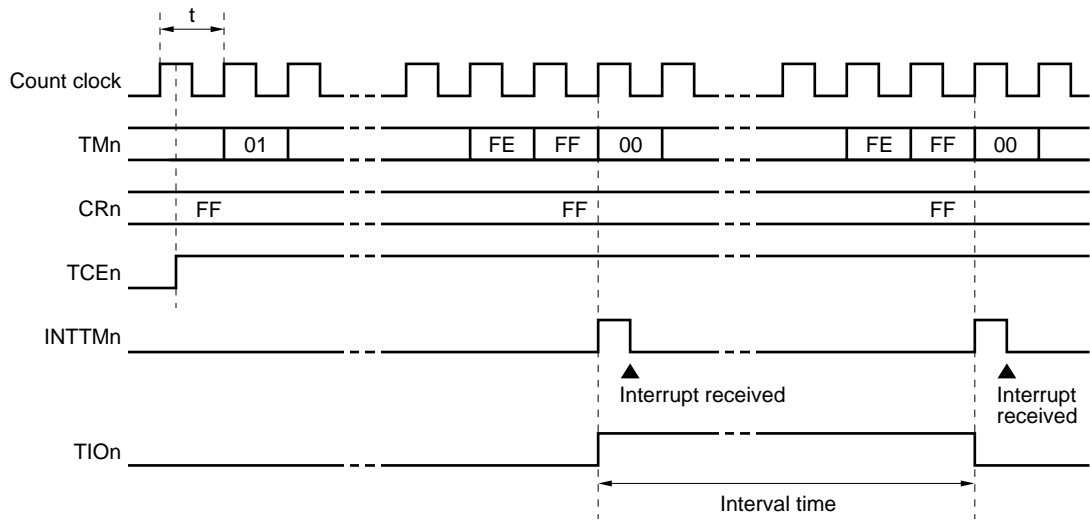 t
Count clock
TMn 01 FE FF 00 FE FF 00
CRn FF FF FF
TCEn
INTTMn
Interrupt received Interrupt
received
TIOn
Interval time